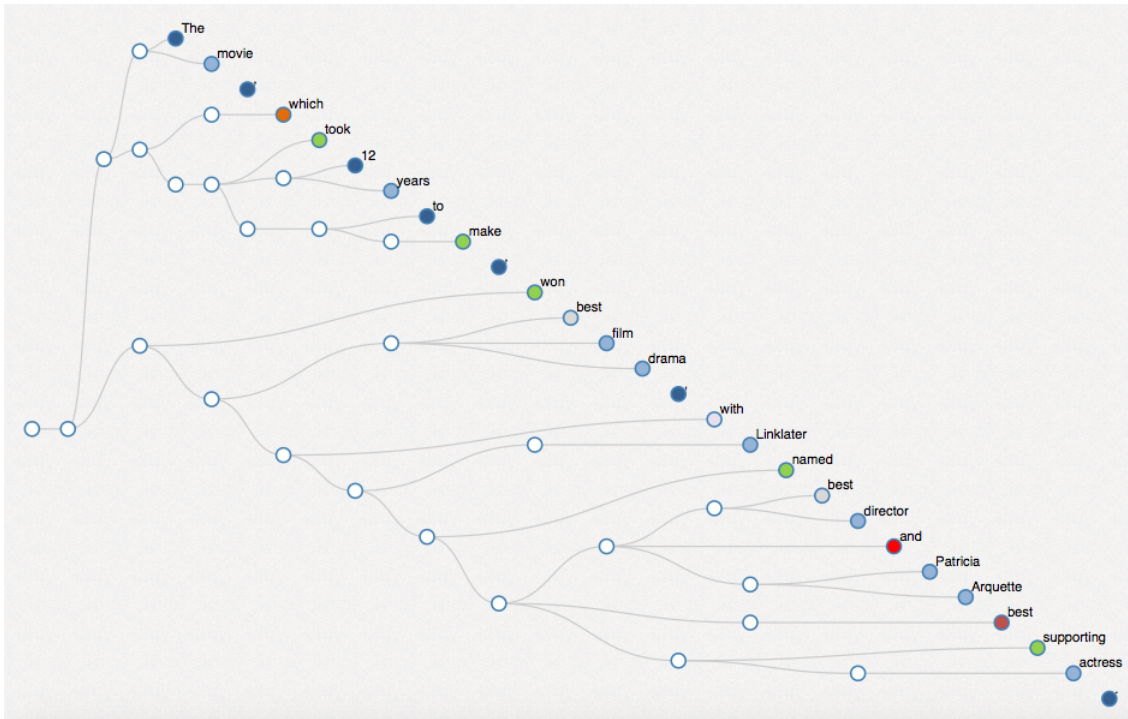 The
movie
,
which
took
12
years
to
make
,
won
best
film
drama
,
with
Linklater
named
best
director
and
Patricia
Arquette
best
supporting
actress
.